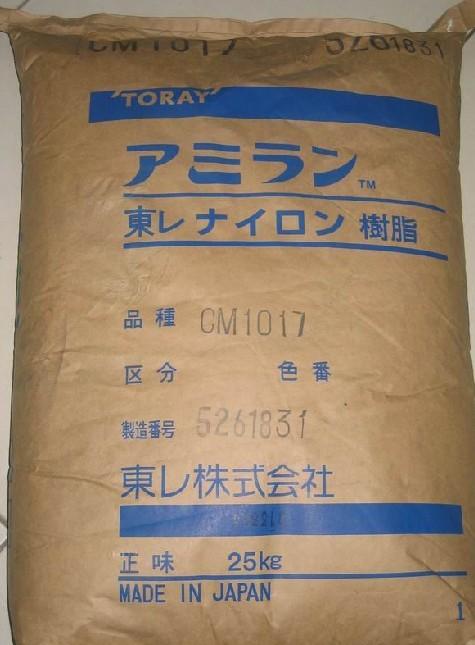 CM1017 5261831
'TORAY'
アミラン™
東レナイロン 樹脂
品種 CM1017
区分 色番
製造番号 5261831
東レ株式会社
正味 25kg
MADE IN JAPAN
1